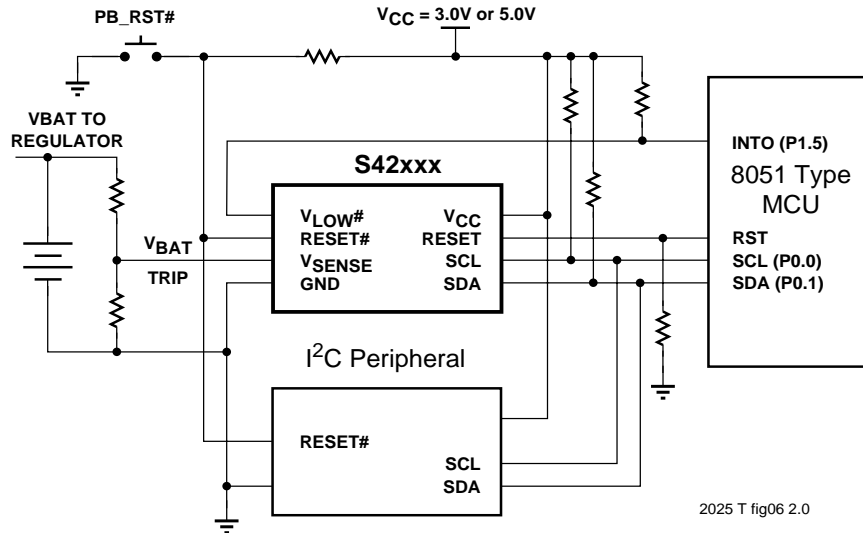 PB_RST#
VCC = 3.0V or 5.0V
VBAT TO
REGULATOR
S42xxx
INTO (P1.5)
8051 Type
MCU
VLOW#
VCC
RESET#
RESET
RST
VBAT
TRIP
VSENSE
SCL
SCL (P0.0)
GND
SDA
SDA (P0.1)
I2C Peripheral
RESET#
SCL
SDA
2025 T fig06 2.0